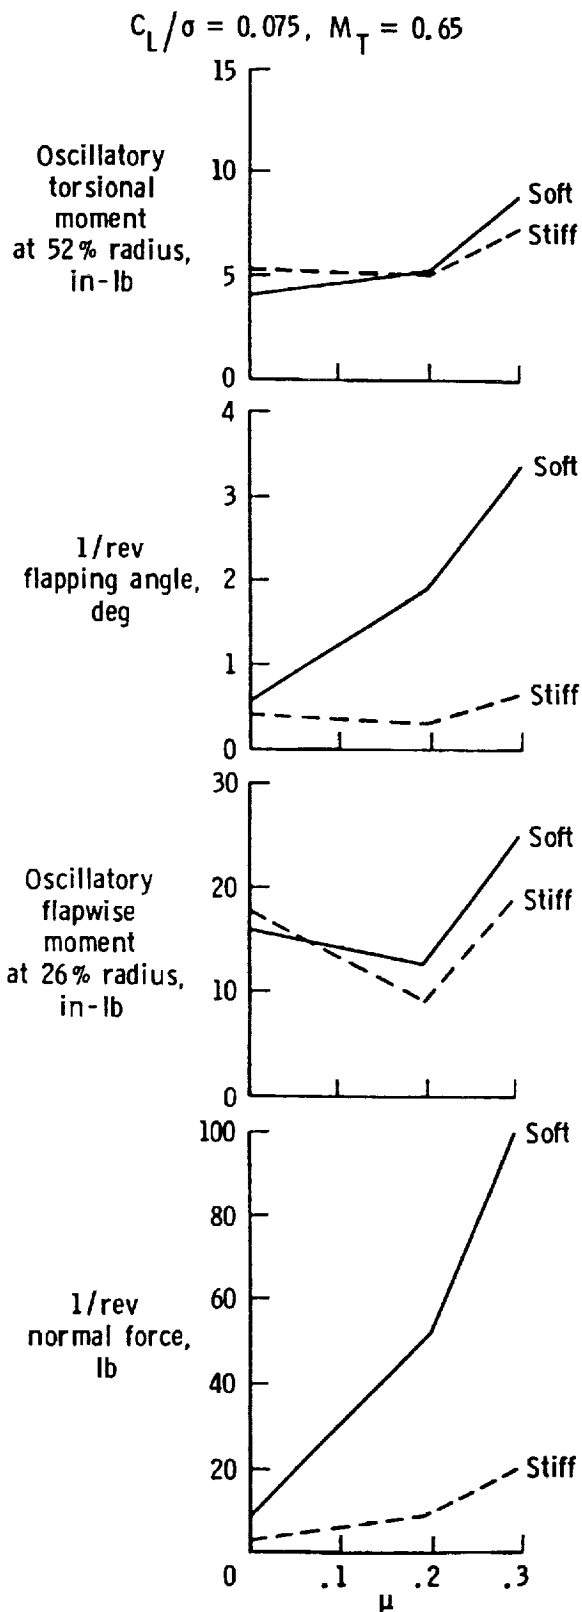 C_L/σ = 0.075, M_T = 0.65
15
Oscillatory
torsional
moment
at 52% radius,
in-lb
10
5
0
Soft
Stiff
4
3
2
1
0
1/rev
flapping angle,
deg
Soft
Stiff
30
20
10
0
Oscillatory
flapwise
moment
at 26% radius,
in-lb
Soft
Stiff
100
80
60
40
20
0
1/rev
normal force,
lb
Soft
Stiff
.1 .2 .3
μ